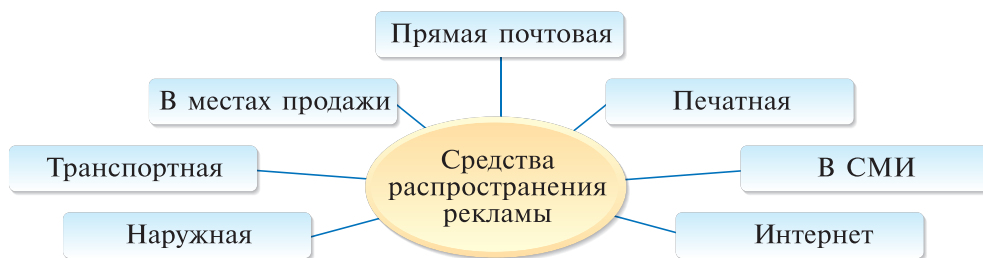 Прямая почтовая
В местах продажи
Печатная
Транспортная
Средства
распространения
рекламы
В СМИ
Наружная
Интернет